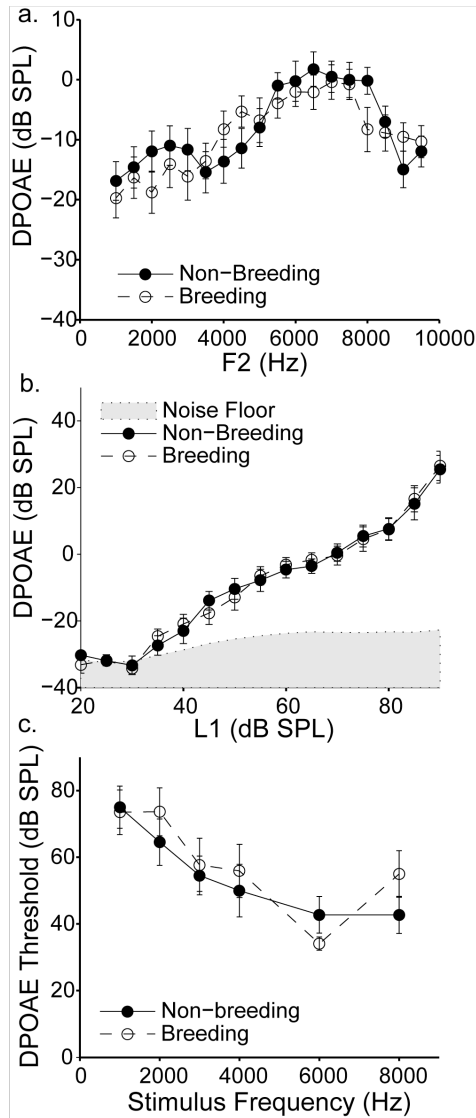 a.
10
0
−10
−20
−30
−40
DPOAE (dB SPL)
Non−Breeding
Breeding
0 2000 4000 6000 8000 10000
F2 (Hz)
b.
40
20
0
−20
−40
DPOAE (dB SPL)
Noise Floor
Non−Breeding
Breeding
20 40 60 80
L1 (dB SPL)
c.
80
60
40
20
0
DPOAE Threshold (dB SPL)
Non−breeding
Breeding
0 2000 4000 6000 8000
Stimulus Frequency (Hz)